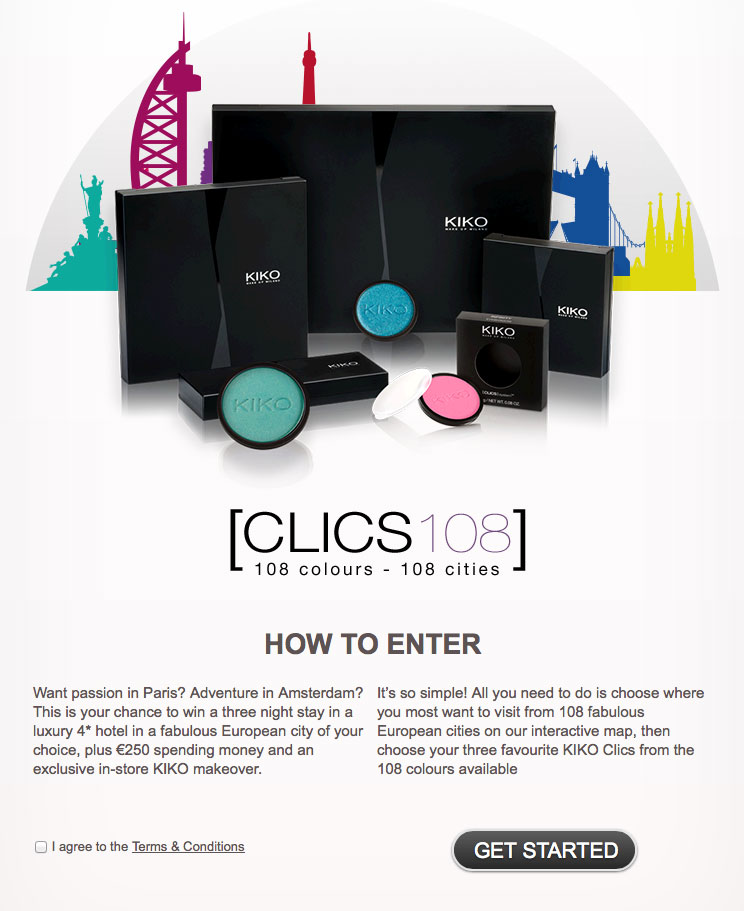 KIKO
MAKE UP MILANO
KIKO
MAKE UP MILANO
KIKO
KIKO
MAKE UP MILANO
KIKO
KIKO
KIKO
KIKO
[CLICS108]
108 colours - 108 cities
HOW TO ENTER
Want passion in Paris? Adventure in Amsterdam?
This is your chance to win a three night stay in a
luxury 4* hotel in a fabulous European city of your
choice, plus €250 spending money and an
exclusive in-store KIKO makeover.
It's so simple! All you need to do is choose where
you most want to visit from 108 fabulous
European cities on our interactive map, then
choose your three favourite KIKO Clics from the
108 colours available
I agree to the Terms & Conditions
GET STARTED